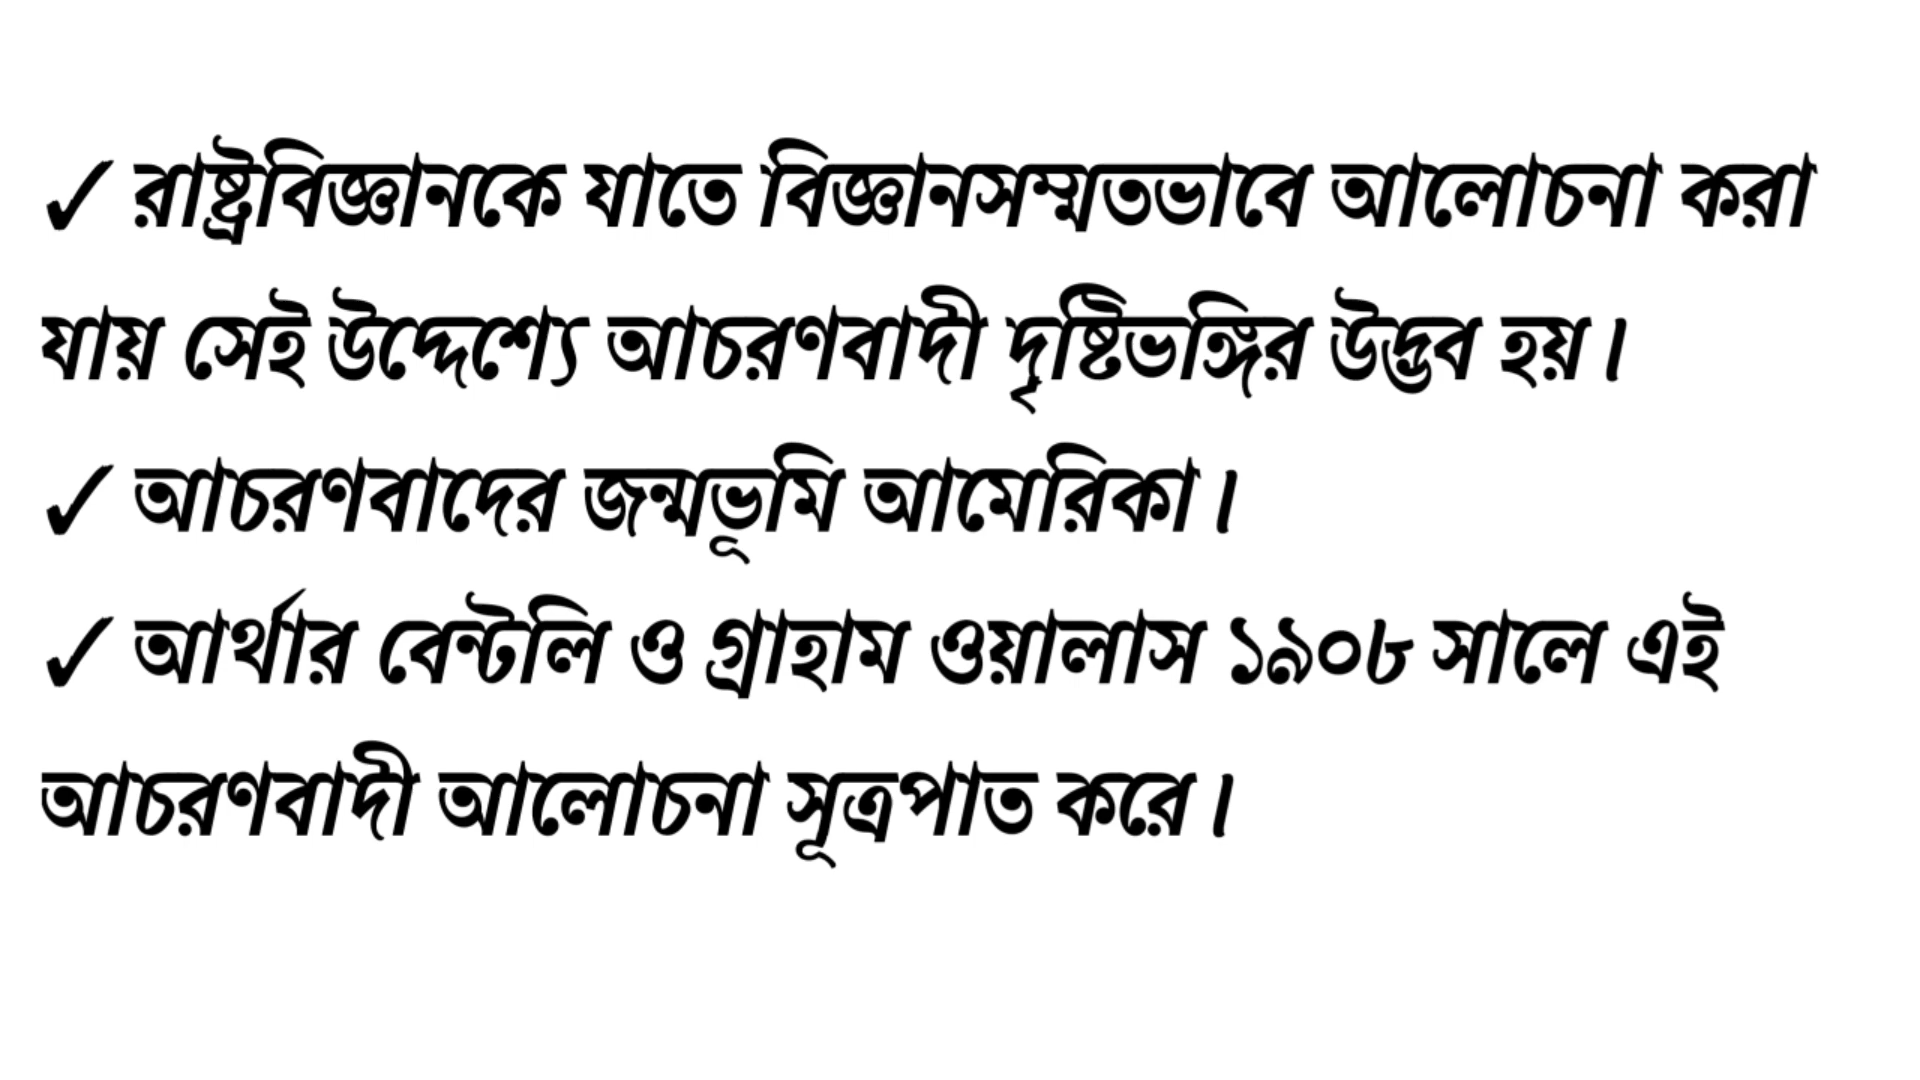 ✓ রাষ্ট্রবিজ্ঞানকে যাতে বিজ্ঞানসম্মতভাবে আলোচনা করা
যায় সেই উদ্দেশ্যে আচরণবাদী দৃষ্টিভঙ্গির উদ্ভব হয়।
✓ আচরণবাদের জন্মভূমি আমেরিকা।
✓ আর্থার বেন্টলি ও গ্রাহাম ওয়ালাস ১৯০৮ সালে এই
আচরণবাদী আলোচনা সূত্রপাত করে।